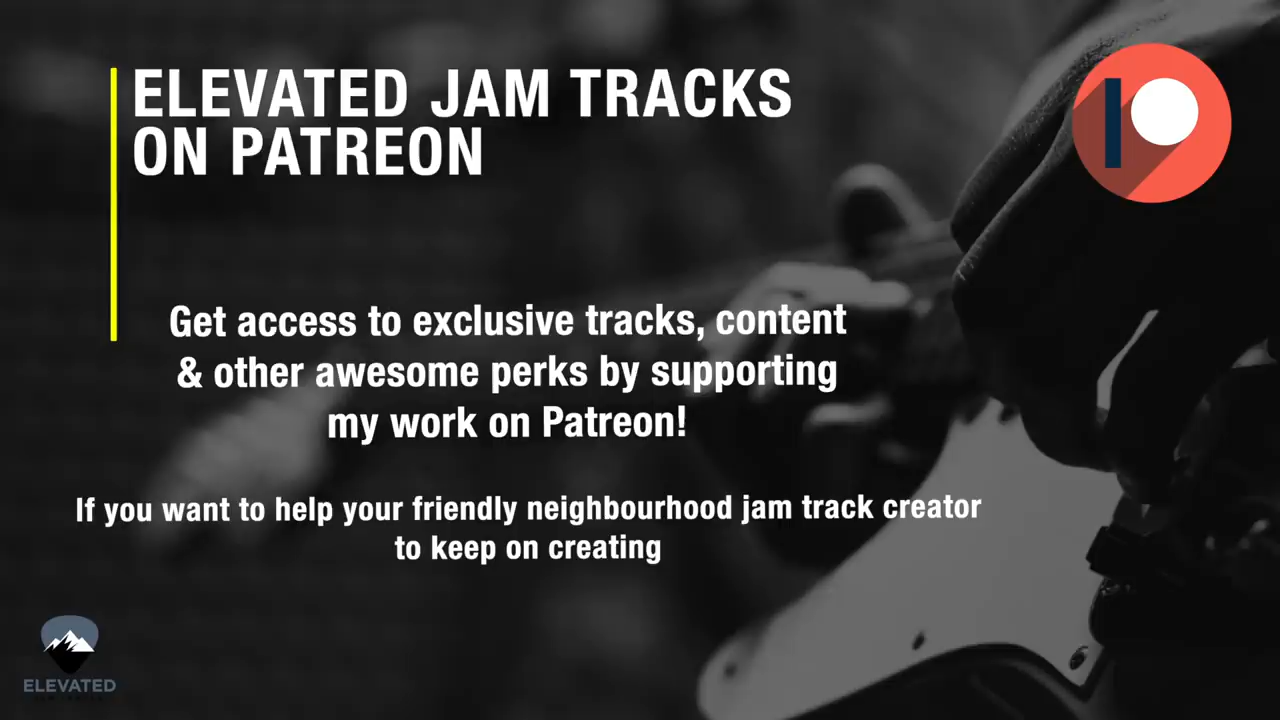 ELEVATED JAM TRACKS
ON PATREON
Get access to exclusive tracks, content
& other awesome perks by supporting
my work on Patreon!
If you want to help your friendly neighbourhood jam track creator
to keep on creating
ELEVATED